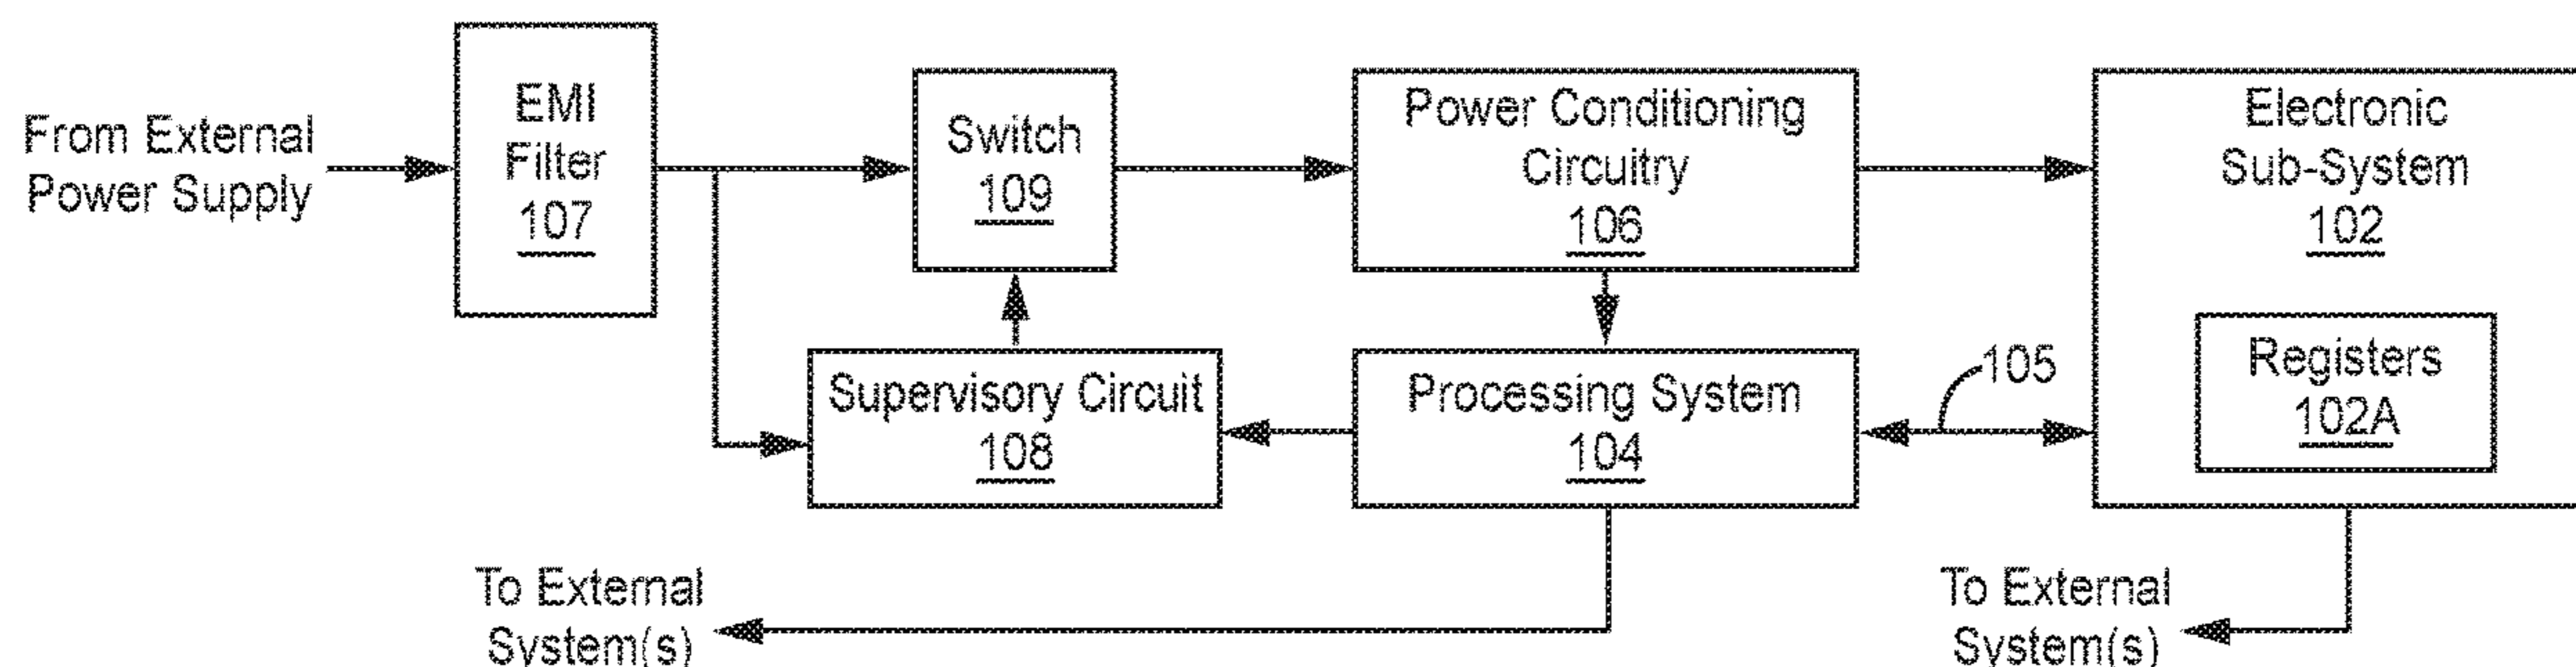 From External
Power Supply
EMI
Filter
107
Switch
109
Power Conditioning
Circuitry
106
Electronic
Sub-System
102
Supervisory Circuit
108
Processing System
104
105
Registers
102A
To External
System(s)
To External
System(s)